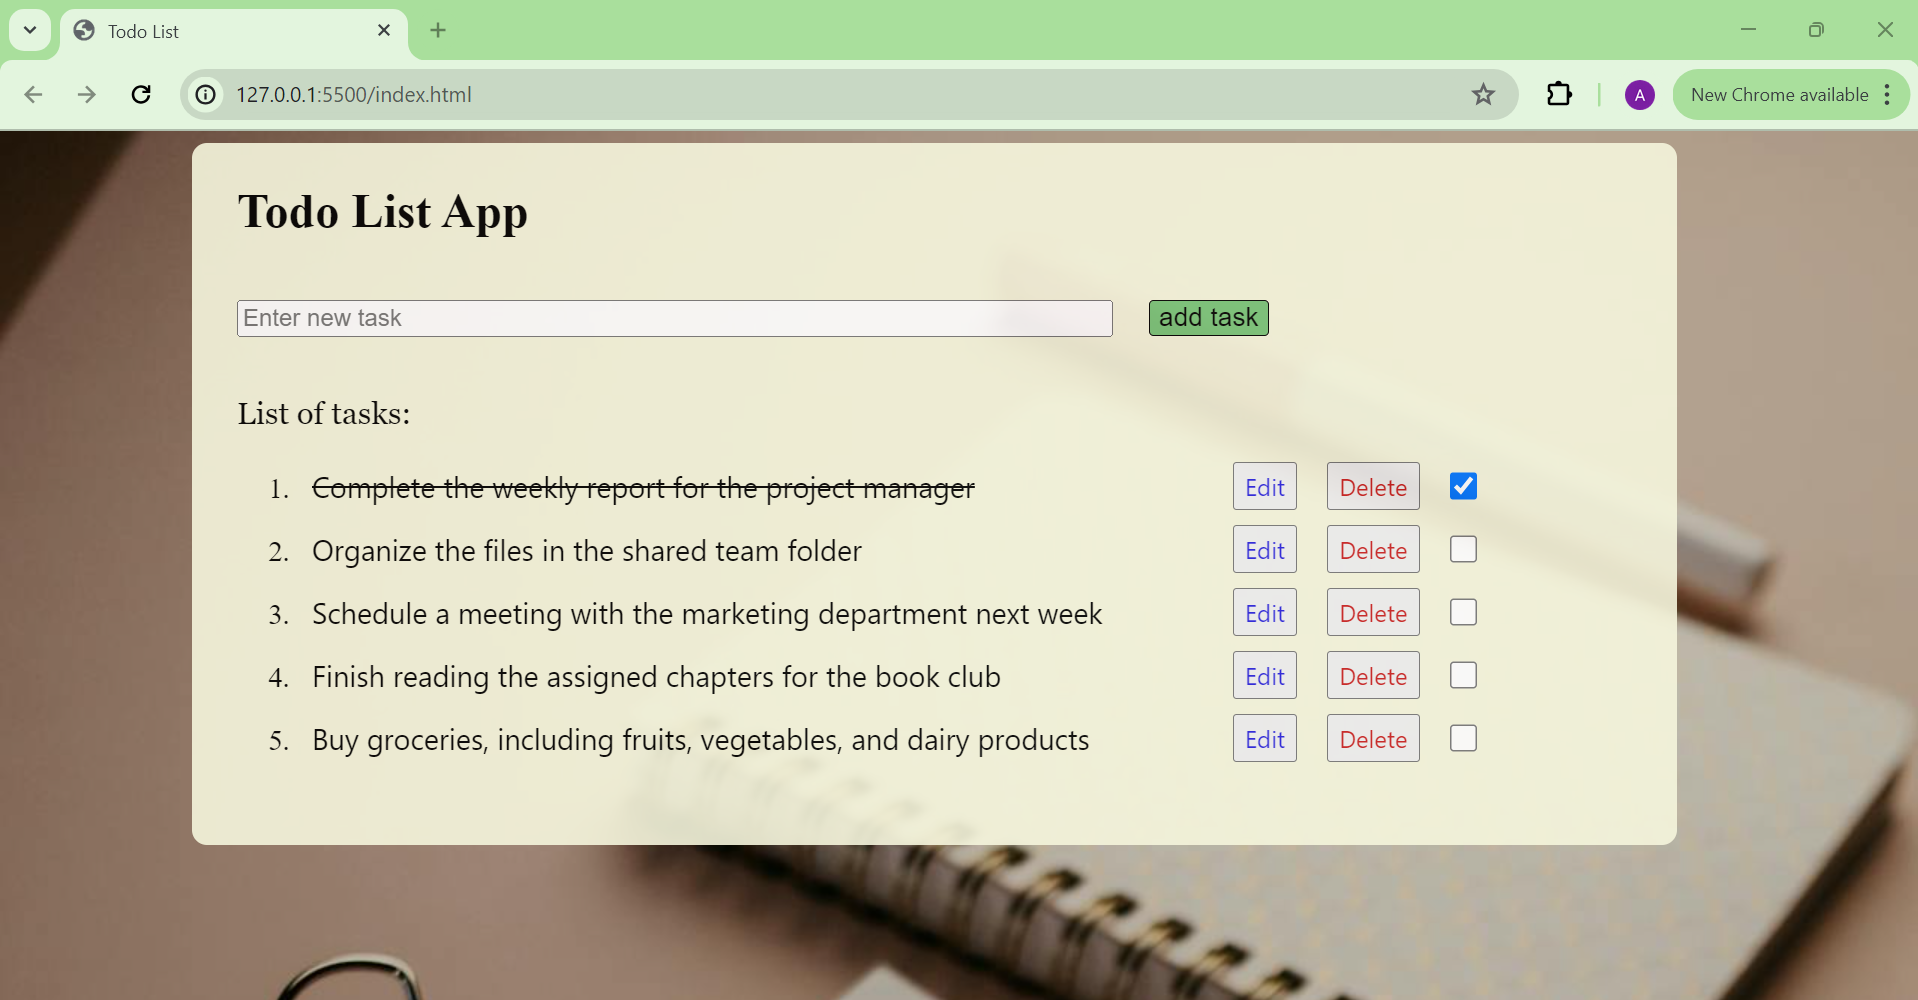 Todo List
127.0.0.1:5500/index.html
A
New Chrome available
Todo List App
Enter new task
add task
List of tasks:
1. Complete the weekly report for the project manager Edit Delete
2. Organize the files in the shared team folder Edit Delete
3. Schedule a meeting with the marketing department next week Edit Delete
4. Finish reading the assigned chapters for the book club Edit Delete
5. Buy groceries, including fruits, vegetables, and dairy products Edit Delete